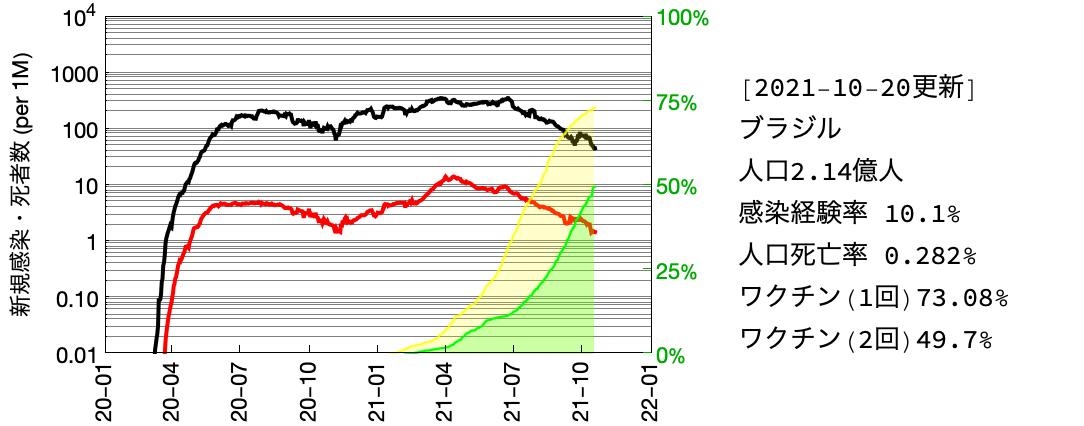 10^4
1000
100
10
1
0.10
0.01
新規感染・死者数 (per 1M)
100%
75%
50%
25%
0%
20-01
20-04
20-07
20-10
21-01
21-04
21-07
21-10
22-01
[2021-10-20更新]
ブラジル
人口2.14億人
感染経験率 10.1%
人口死亡率 0.282%
ワクチン(1回)73.08%
ワクチン(2回)49.7%